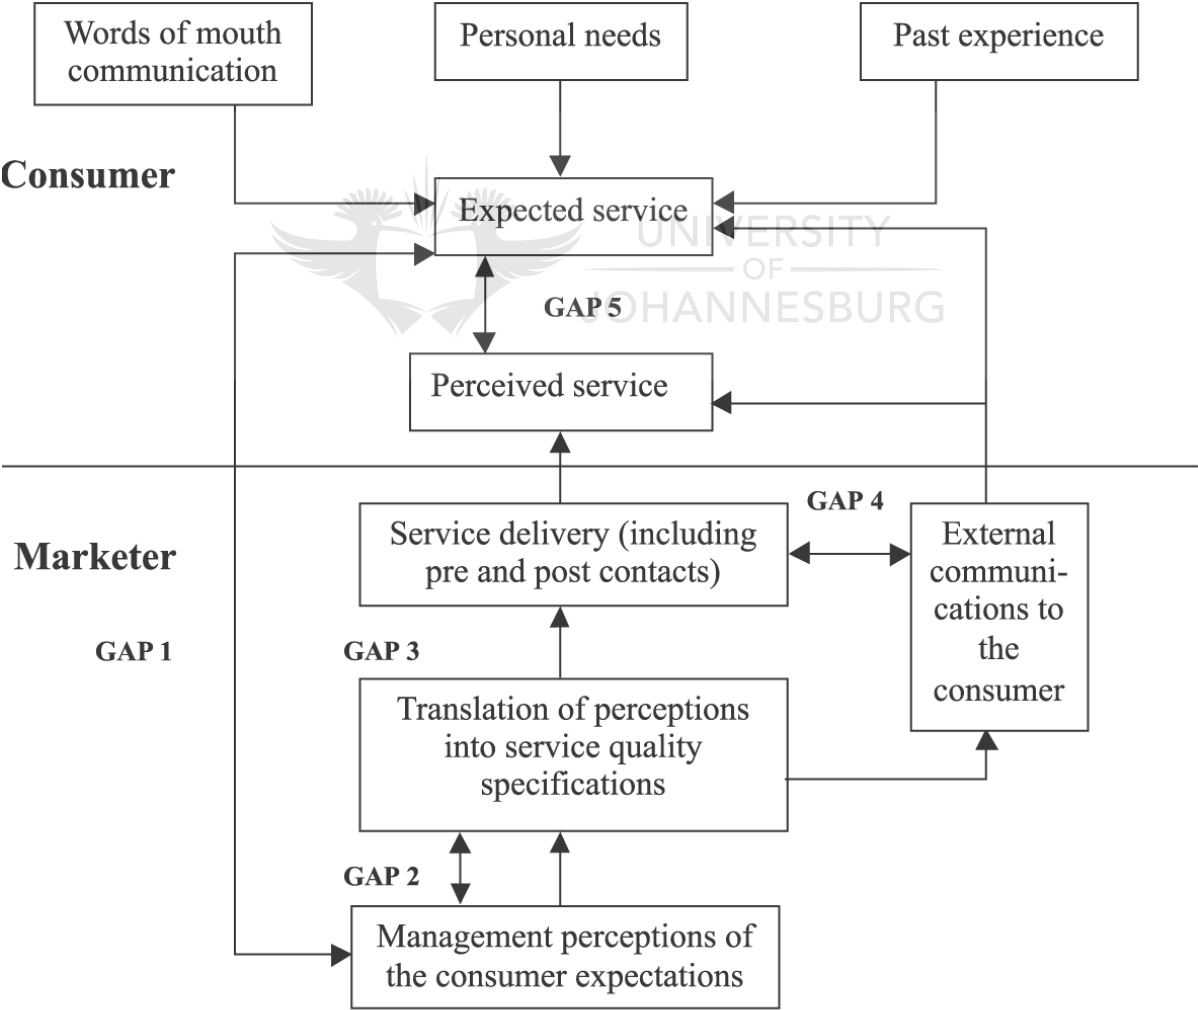 Words of mouth
communication
Personal needs
Past experience
Consumer
Expected service
UNIVERSITY
OF
JOHANNESBURG
GAP 5
Perceived service
GAP 4
Service delivery (including
pre and post contacts)
External
communi-
cations to
the
consumer
Marketer
GAP 1
GAP 3
Translation of perceptions
into service quality
specifications
GAP 2
Management perceptions of
the consumer expectations